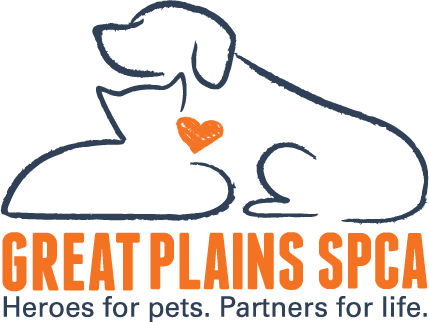 GREAT PLAINS SPCA
Heroes for pets. Partners for life.